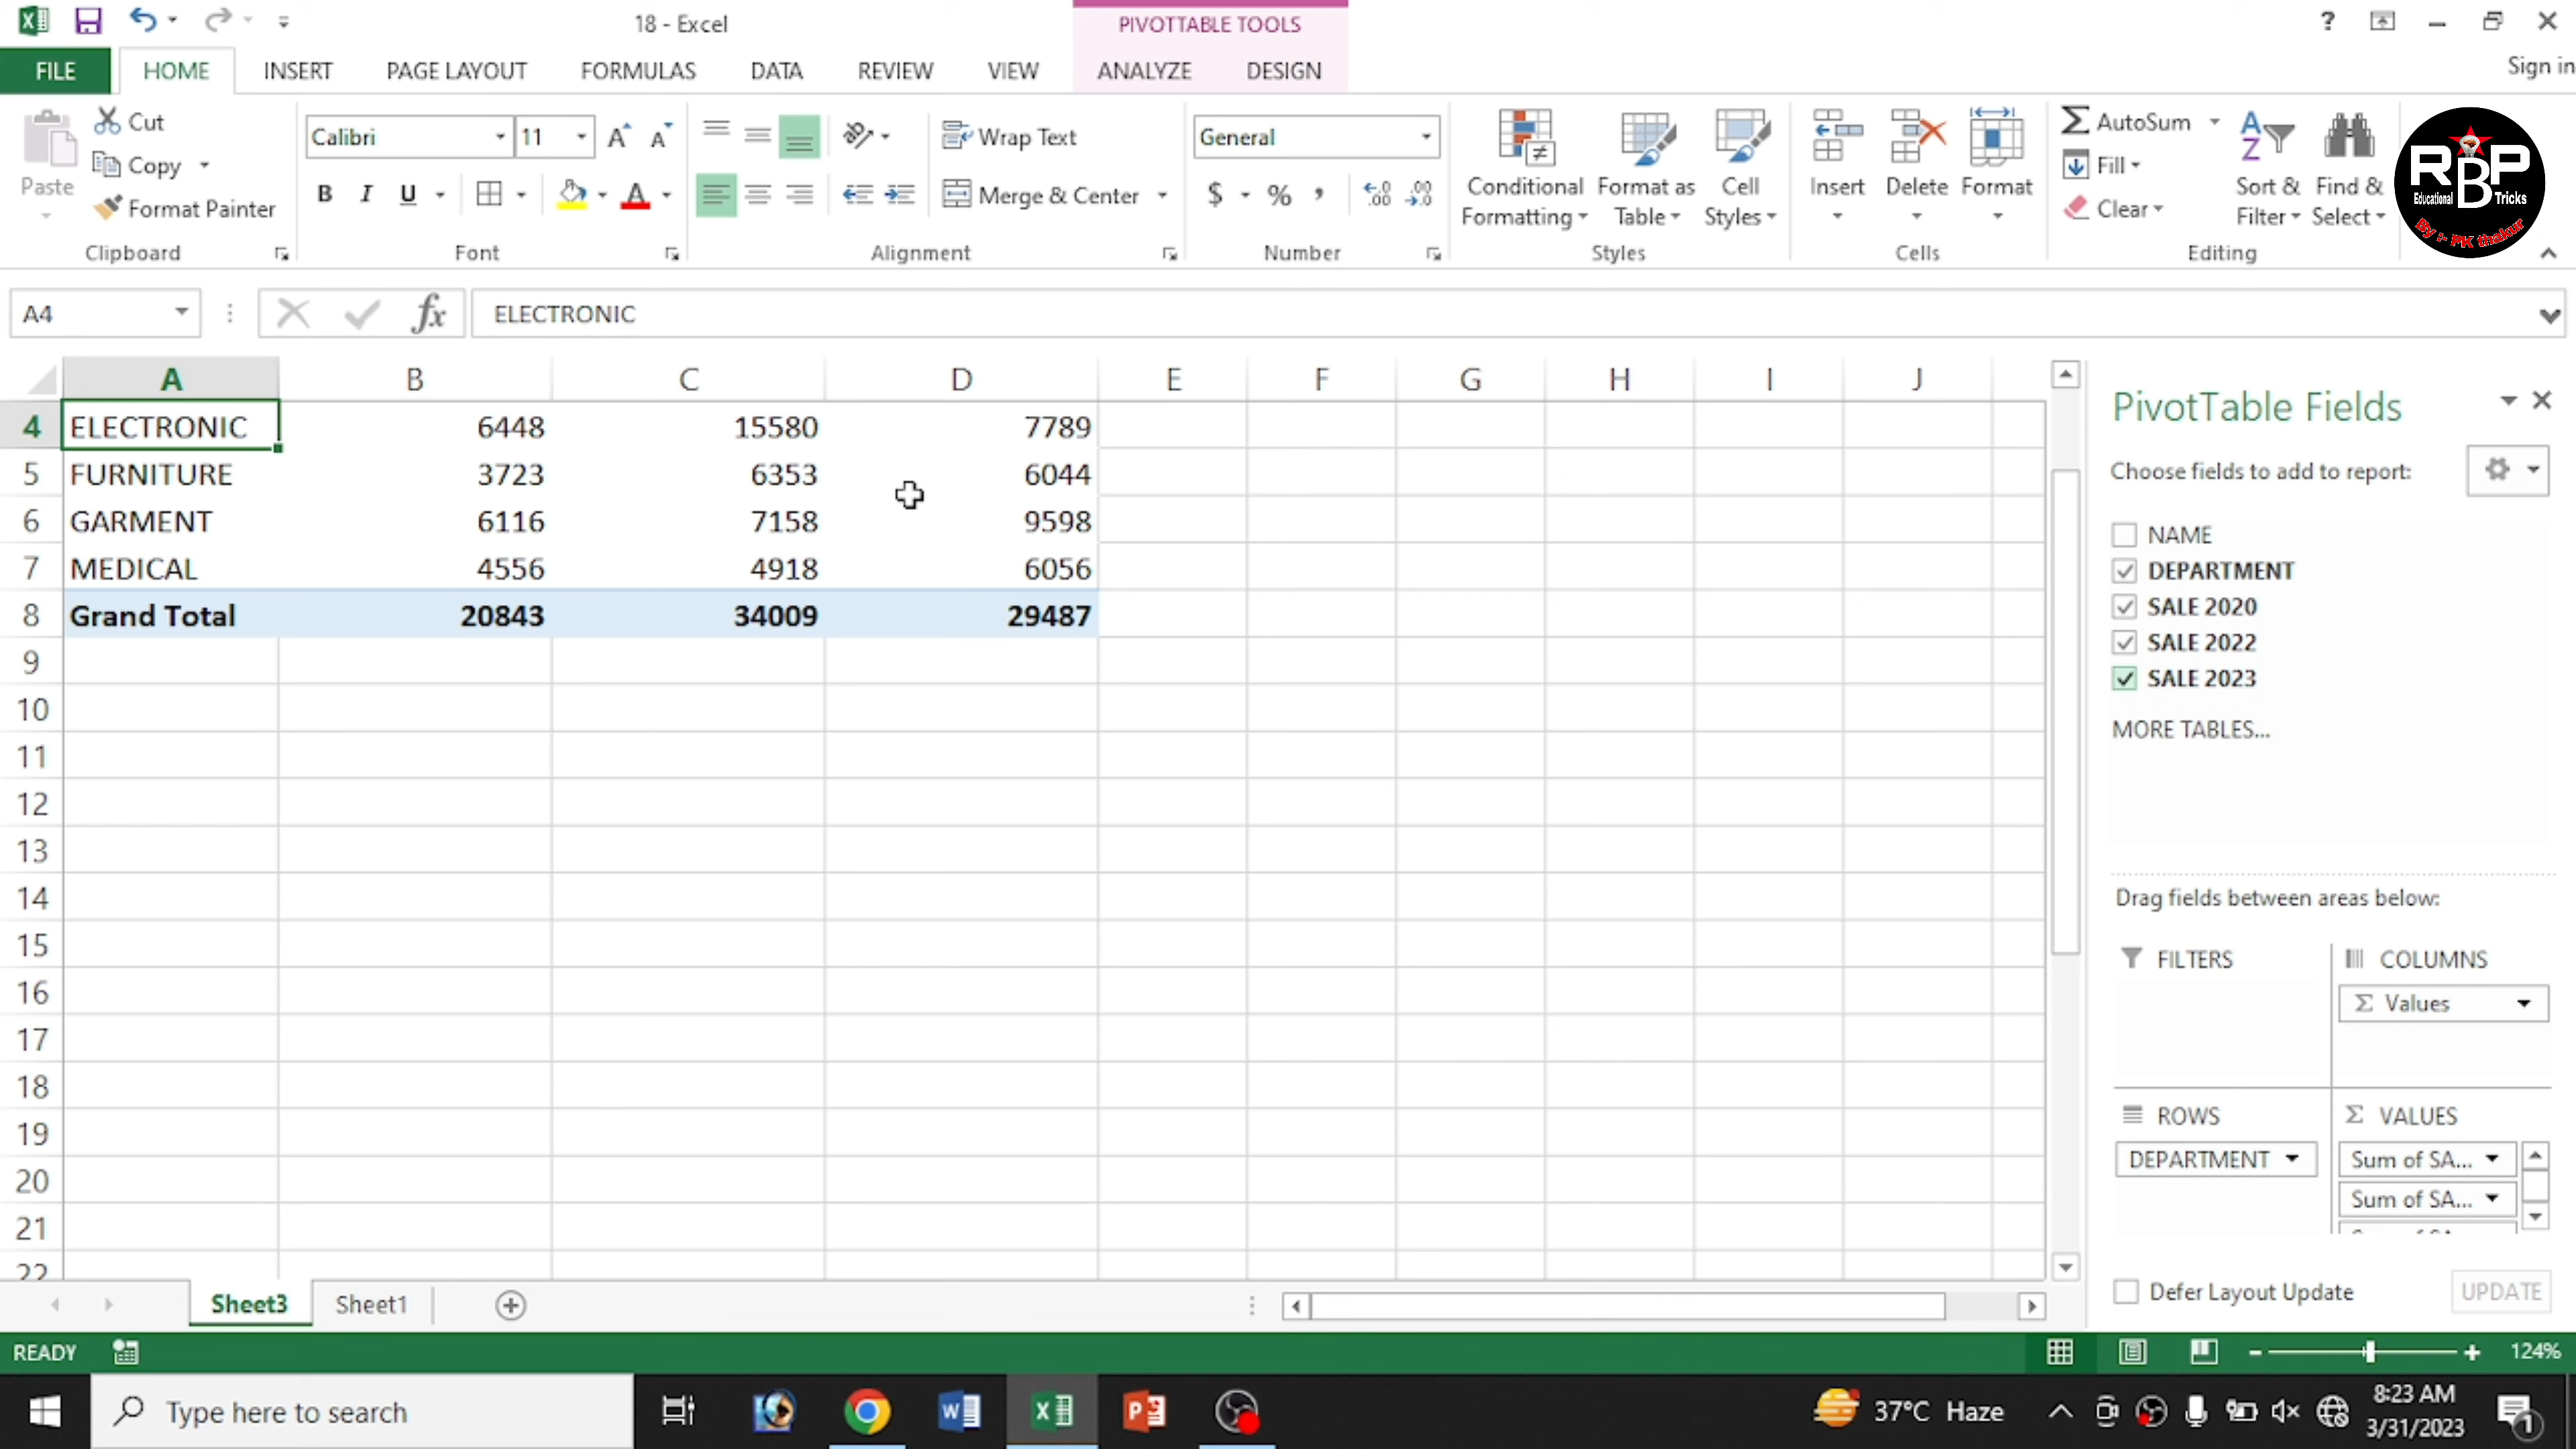 18 - Excel
PIVOTTABLE TOOLS
?
FILE HOME INSERT PAGE LAYOUT FORMULAS DATA REVIEW VIEW ANALYZE DESIGN Sign in
Paste
Cut
Copy
Format Painter
Clipboard
Calibri 11
B I U
Font
Wrap Text
Merge & Center
Alignment
General
$ % ,
Number
Conditional Formatting
Format as Table
Cell Styles
Styles
Insert Delete Format
Cells
AutoSum
Fill
Clear
Sort & Filter
Find & Select
Editing
RBP
Educational Tricks
By :- PK thakur
A4 fx ELECTRONIC
A B C D E F G H I J
4 ELECTRONIC 6448 15580 7789
5 FURNITURE 3723 6353 6044
6 GARMENT 6116 7158 9598
7 MEDICAL 4556 4918 6056
8 Grand Total 20843 34009 29487
9
10
11
12
13
14
15
16
17
18
19
20
21
22
PivotTable Fields
Choose fields to add to report:
NAME
DEPARTMENT
SALE 2020
SALE 2022
SALE 2023
MORE TABLES...
Drag fields between areas below:
FILTERS
COLUMNS
Σ Values
ROWS
DEPARTMENT
Σ VALUES
Sum of SA...
Sum of SA...
Defer Layout Update UPDATE
Sheet3 Sheet1
READY 124%
Type here to search
37°C Haze
8:23 AM
3/31/2023
1